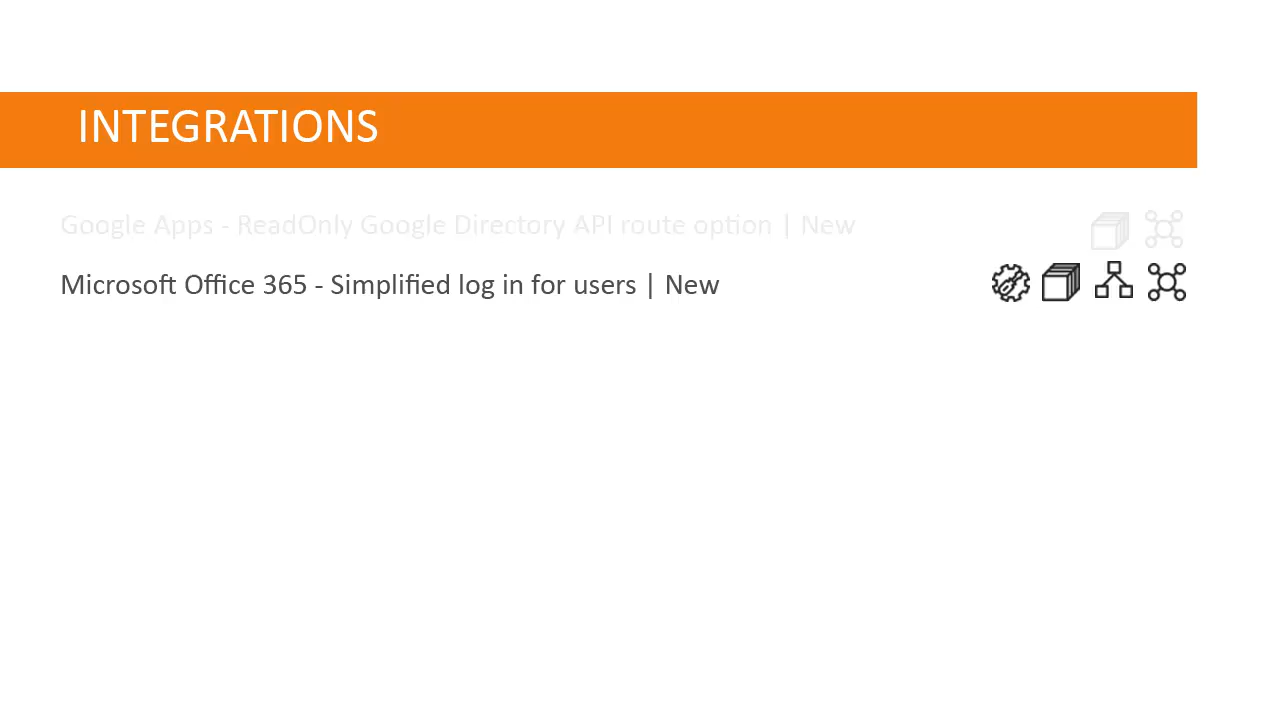 INTEGRATIONS
Google Apps - ReadOnly Google Directory API route option | New
Microsoft Office 365 - Simplified log in for users | New